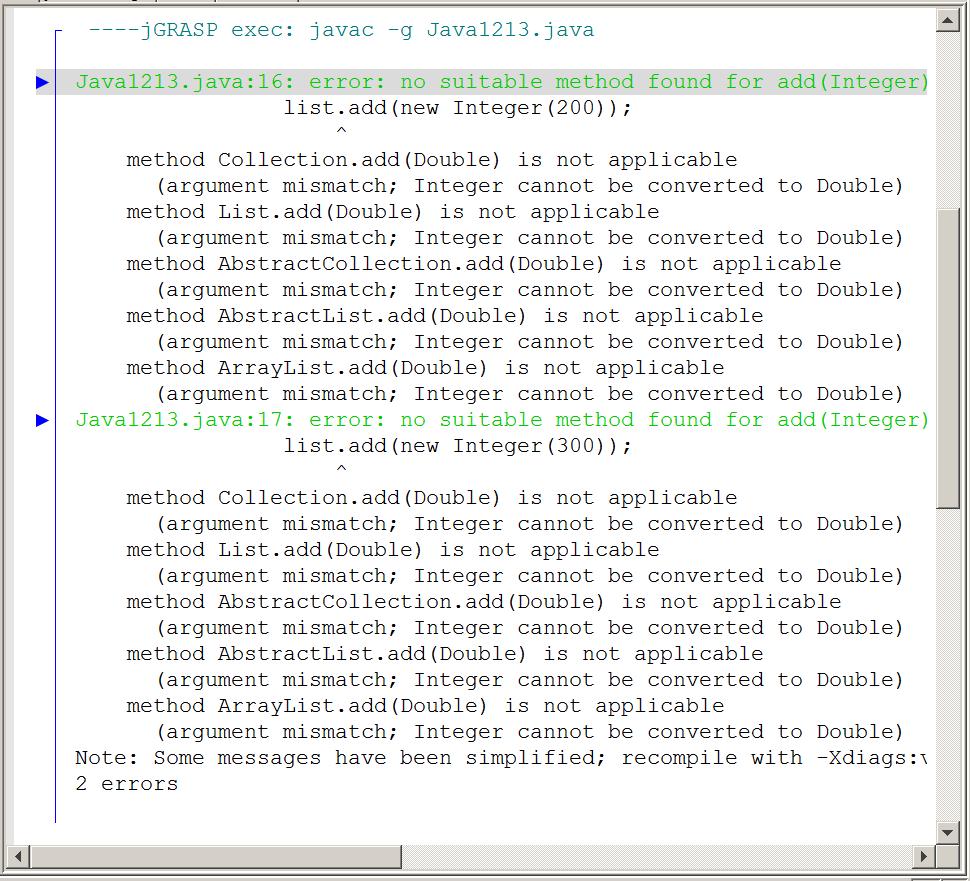 ----jGRASP exec: javac -g Java1213.java
Java1213.java:16: error: no suitable method found for add(Integer)
list.add(new Integer(200));
^
method Collection.add(Double) is not applicable
(argument mismatch; Integer cannot be converted to Double)
method List.add(Double) is not applicable
(argument mismatch; Integer cannot be converted to Double)
method AbstractCollection.add(Double) is not applicable
(argument mismatch; Integer cannot be converted to Double)
method AbstractList.add(Double) is not applicable
(argument mismatch; Integer cannot be converted to Double)
method ArrayList.add(Double) is not applicable
(argument mismatch; Integer cannot be converted to Double)
Java1213.java:17: error: no suitable method found for add(Integer)
list.add(new Integer(300));
^
method Collection.add(Double) is not applicable
(argument mismatch; Integer cannot be converted to Double)
method List.add(Double) is not applicable
(argument mismatch; Integer cannot be converted to Double)
method AbstractCollection.add(Double) is not applicable
(argument mismatch; Integer cannot be converted to Double)
method AbstractList.add(Double) is not applicable
(argument mismatch; Integer cannot be converted to Double)
method ArrayList.add(Double) is not applicable
(argument mismatch; Integer cannot be converted to Double)
Note: Some messages have been simplified; recompile with -Xdiags:v
2 errors